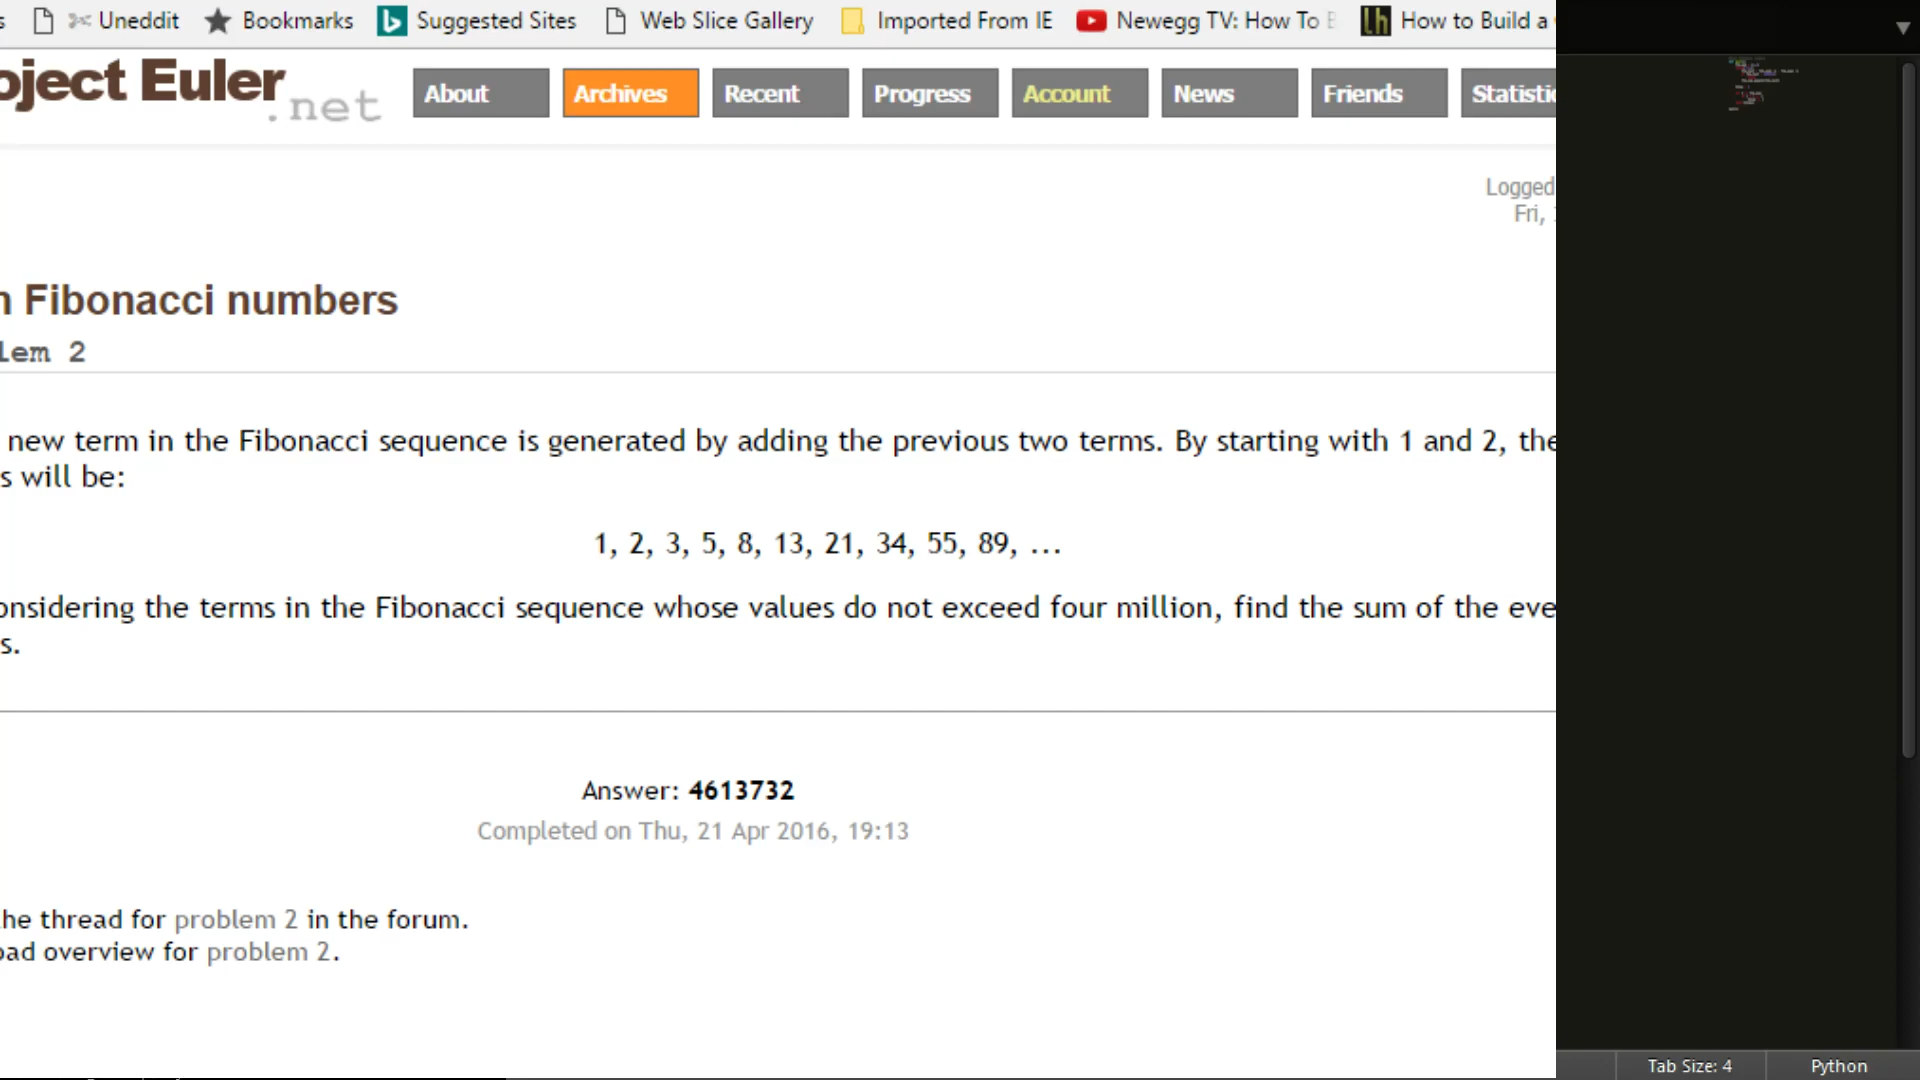 Uneddit Bookmarks Suggested Sites Web Slice Gallery Imported From IE Newegg TV: How To How to Build a
oject Euler
.net
About Archives Recent Progress Account News Friends Statistic
Logged
Fri,
n Fibonacci numbers
lem 2
new term in the Fibonacci sequence is generated by adding the previous two terms. By starting with 1 and 2, the
s will be:
1, 2, 3, 5, 8, 13, 21, 34, 55, 89, ...
onsidering the terms in the Fibonacci sequence whose values do not exceed four million, find the sum of the eve
s.
Answer: 4613732
Completed on Thu, 21 Apr 2016, 19:13
he thread for problem 2 in the forum.
oad overview for problem 2.
Tab Size: 4 Python